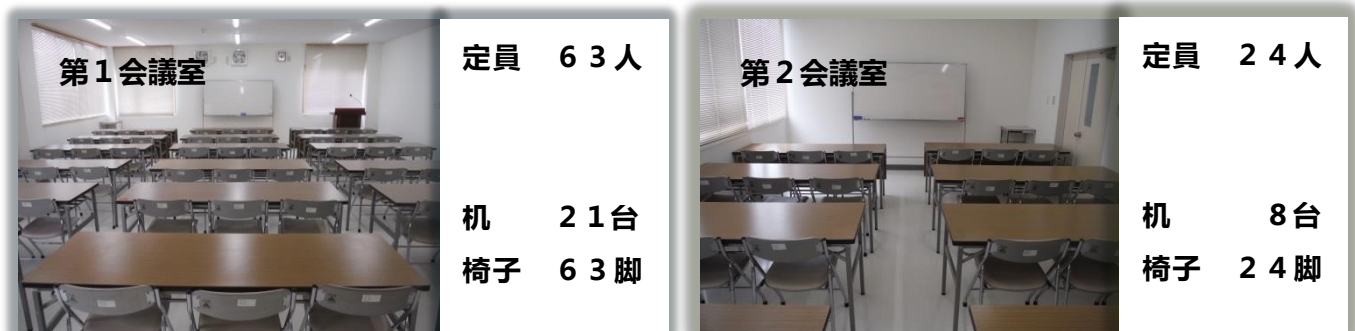 第１会議室
定員　６３人
机　２１台
椅子　６３脚
第２会議室
定員　２４人
机　８台
椅子　２４脚